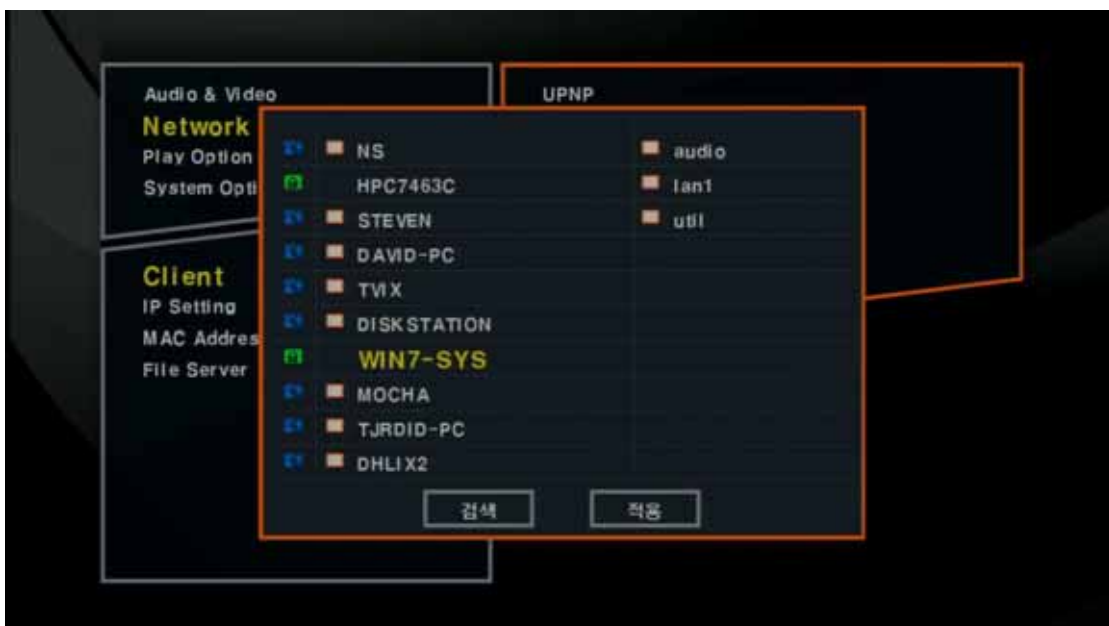 Audio & Video
Network
Play Option
System Opti
Client
IP Setting
MAC Addres
File Server
UPNP
NS
HPC7463C
STEVEN
DAVID-PC
TVIX
DISKSTATION
WIN7-SYS
MOCHA
TJRDID-PC
DHLIX2
audio
lan1
util
검색
적용